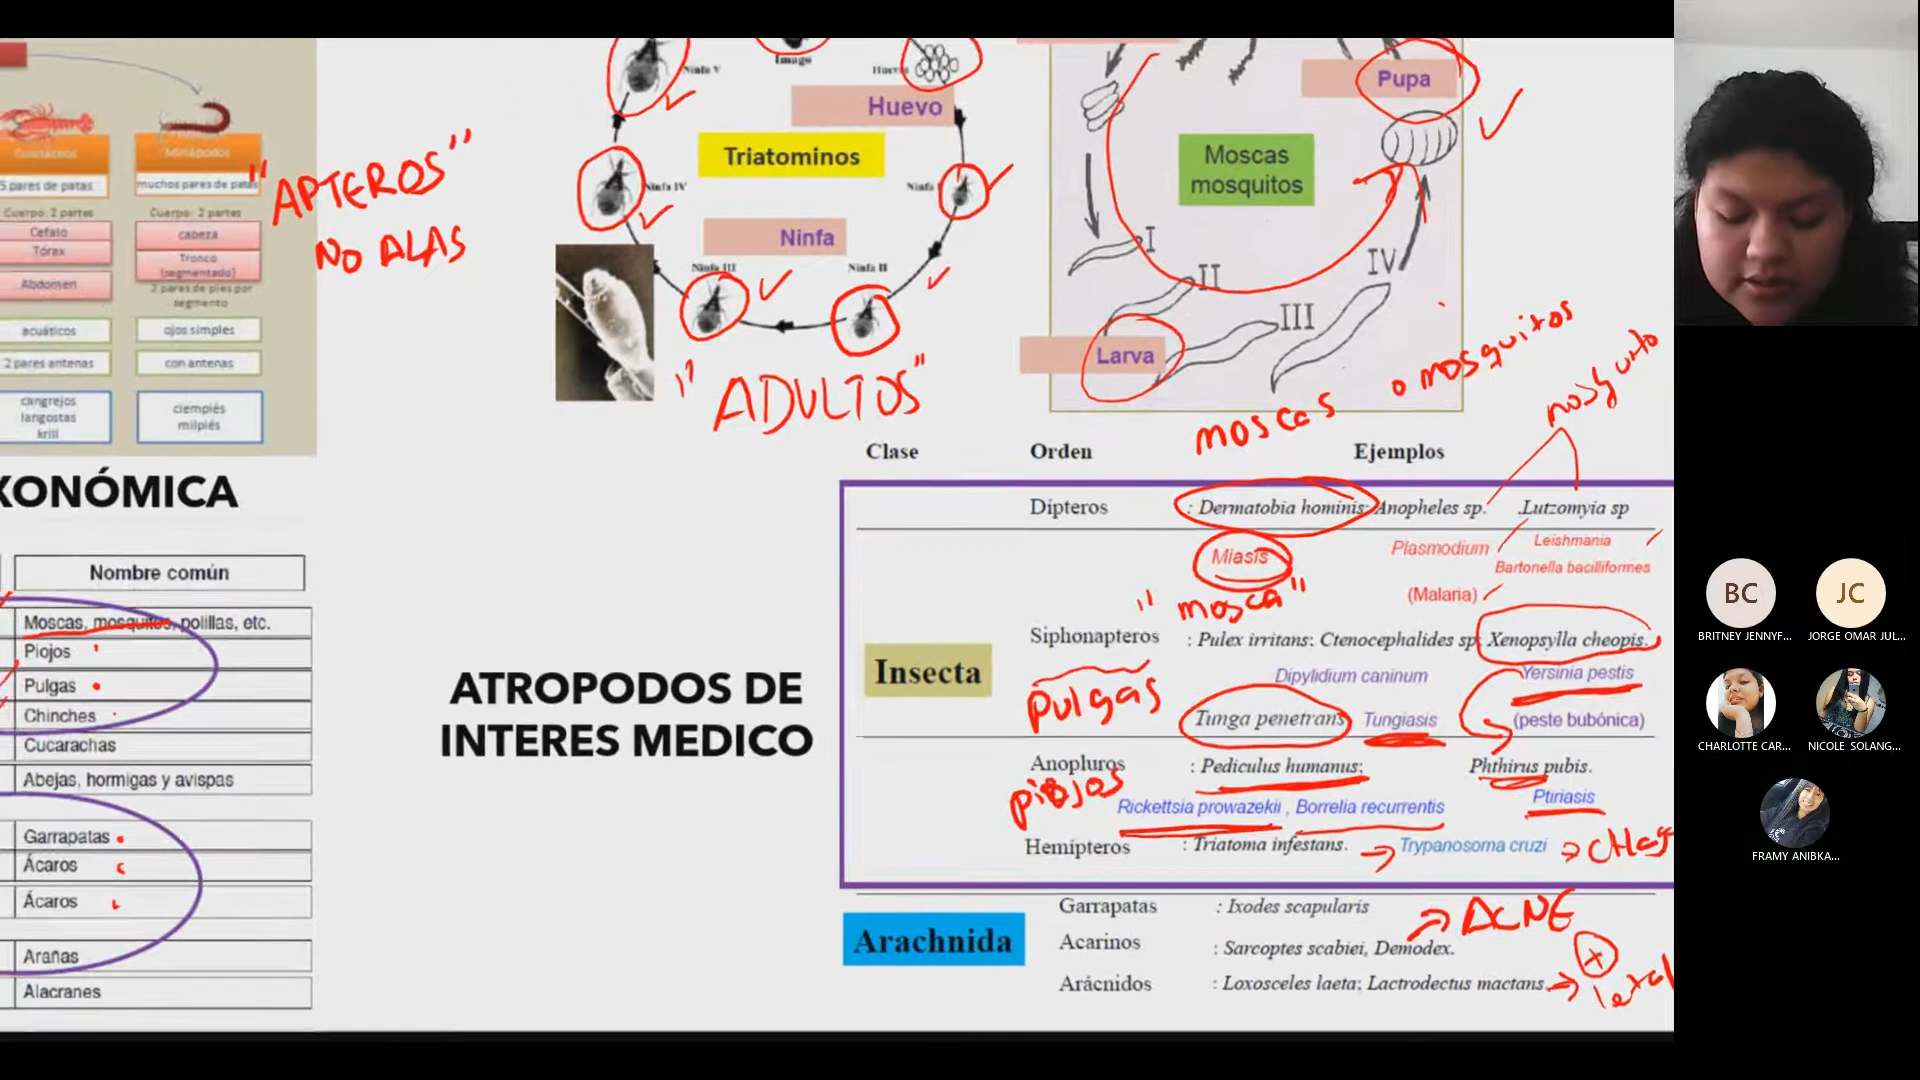 Crustáceos
Miriápodos
5 pares de patas
muchos pares de patas
Cuerpo: 2 partes
Cuerpo: 2 partes
Cefalo
Tórax
Abdomen
cabeza
Tronco
(segmentado)
2 pares de pies por
segmento
acuáticos
ojos simples
2 pares antenas
con antenas
cangrejos
langostas
krill
ciempiés
milpiés
"APTEROS"
NO ALAS
Ninfa V
Imago
Huevo
Huevo
Triatominos
Ninfa IV
Ninfa
Ninfa
Ninfa III
Ninfa II
"ADULTOS"
Pupa
Moscas
mosquitos
I
II
III
IV
Larva
moscas o mosquitos
mosquito
XONÓMICA
Nombre común
Moscas, mosquitos, polillas, etc.
Piojos
Pulgas
Chinches
Cucarachas
Abejas, hormigas y avispas
Garrapatas
Ácaros
Ácaros
Arañas
Alacranes
ATROPODOS DE
INTERES MEDICO
Clase Orden Ejemplos
Insecta
Dípteros : Dermatobia hominis; Anopheles sp. .Lutzomyia sp
Miasis Plasmodium Leishmania
Bartonella bacilliformes
(Malaria)
"mosca"
Siphonapteros : Pulex irritans; Ctenocephalides sp; Xenopsylla cheopis.
Dipylidium caninum Yersinia pestis
pulgas
Tunga penetrans Tungiasis (peste bubónica)
Anopluros : Pediculus humanus; Phthirus pubis.
piojos
Rickettsia prowazekii , Borrelia recurrentis Ptiriasis
Hemípteros : Triatoma infestans. Trypanosoma cruzi
Arachnida
Garrapatas : Ixodes scapularis
ACNE
Acarinos : Sarcoptes scabiei, Demodex.
Arácnidos : Loxosceles laeta; Lactrodectus mactans.
letal
BC
JC
BRITNEY JENNYF...
JORGE OMAR JUL...
CHARLOTTE CAR...
NICOLE SOLANG...
FRAMY ANIBKA...